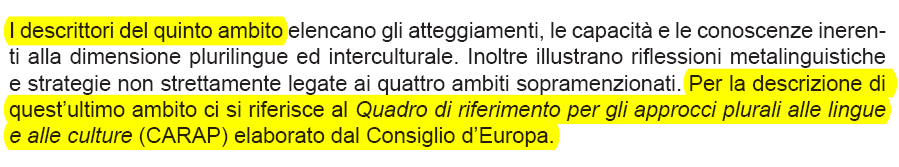 I descrittori del quinto ambito elencano gli atteggiamenti, le capacità e le conoscenze ineren-
ti alla dimensione plurilingue ed interculturale. Inoltre illustrano riflessioni metalinguistiche
e strategie non strettamente legate ai quattro ambiti sopramenzionati. Per la descrizione di
quest'ultimo ambito ci si riferisce al Quadro di riferimento per gli approcci plurali alle lingue
e alle culture (CARAP) elaborato dal Consiglio d'Europa.